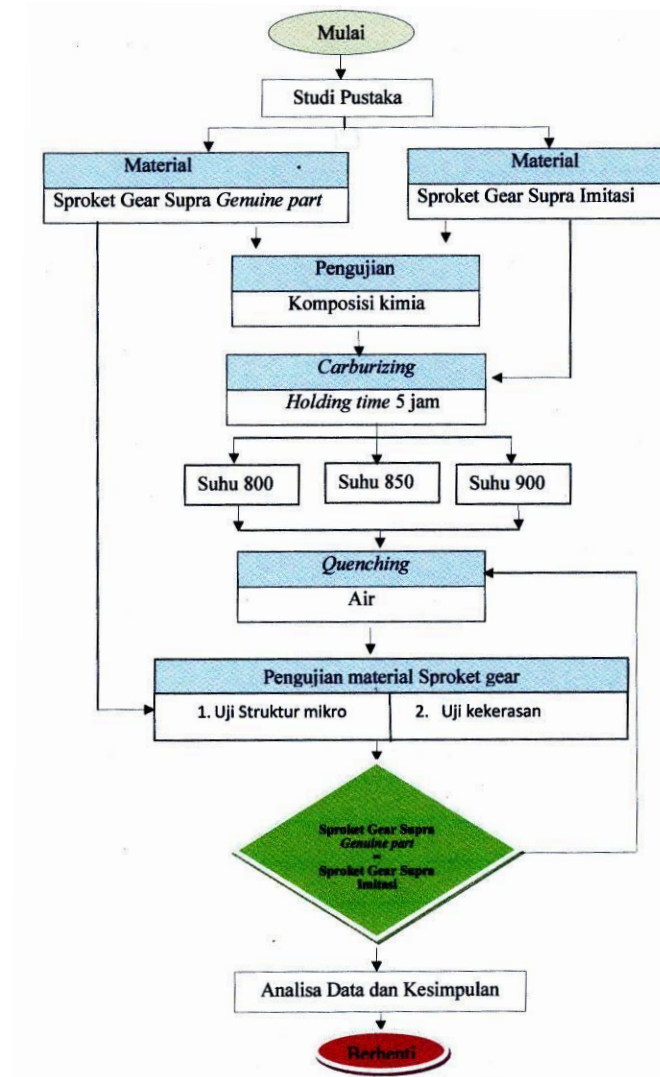 Mulai
Studi Pustaka
Material
Sproket Gear Supra Genuine part
Material
Sproket Gear Supra Imitasi
Pengujian
Komposisi kimia
Carburizing
Holding time 5 jam
Suhu 800
Suhu 850
Suhu 900
Quenching
Air
Pengujian material Sproket gear
1. Uji Struktur mikro
2. Uji kekerasan
Sproket Gear Supra
Genuine part
=
Sproket Gear Supra
Imitasi
Analisa Data dan Kesimpulan
Berhenti